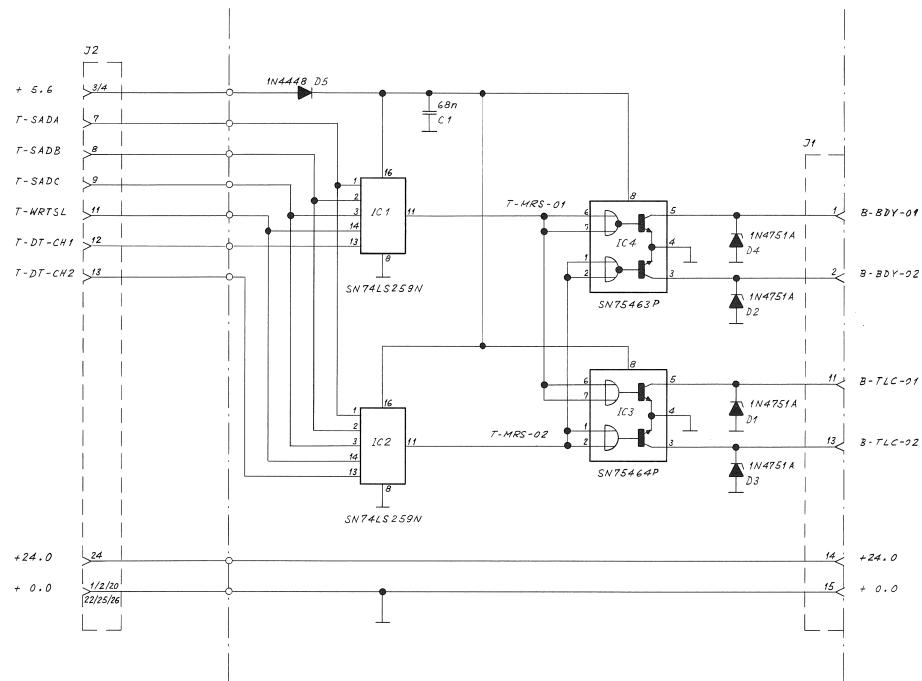 J2
+ 5.6 3/4 1N4448 D5
T-SADA 7
68n
C1
T-SADB 8
J1
T-SADC 9
T-WRTSL 11
T-DT-CH1 12
T-DT-CH2 13
16
1
2
3
14
13
IC1
11
8
SN74LS259N
T-MRS-01
8
6
7
1
2
IC4
5
4
3
SN75463P
1 B-BDY-01
1N4751A
D4
2 B-BDY-02
1N4751A
D2
16
1
2
3
14
13
IC2
11
8
SN74LS259N
T-MRS-02
8
6
7
1
2
IC3
5
4
3
SN75464P
11 B-TLC-01
1N4751A
D1
13 B-TLC-02
1N4751A
D3
+24.0 24 14 +24.0
+ 0.0 1/2/20 15 + 0.0
22/25/26